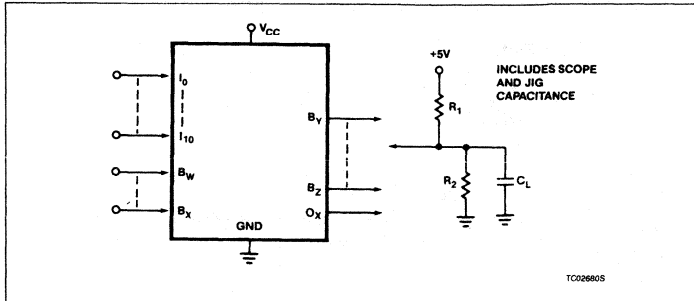 VCC
+5V
INCLUDES SCOPE
AND JIG
CAPACITANCE
I0
R1
BY
I10
BW
R2
CL
BZ
BX
OX
GND
TC02680S